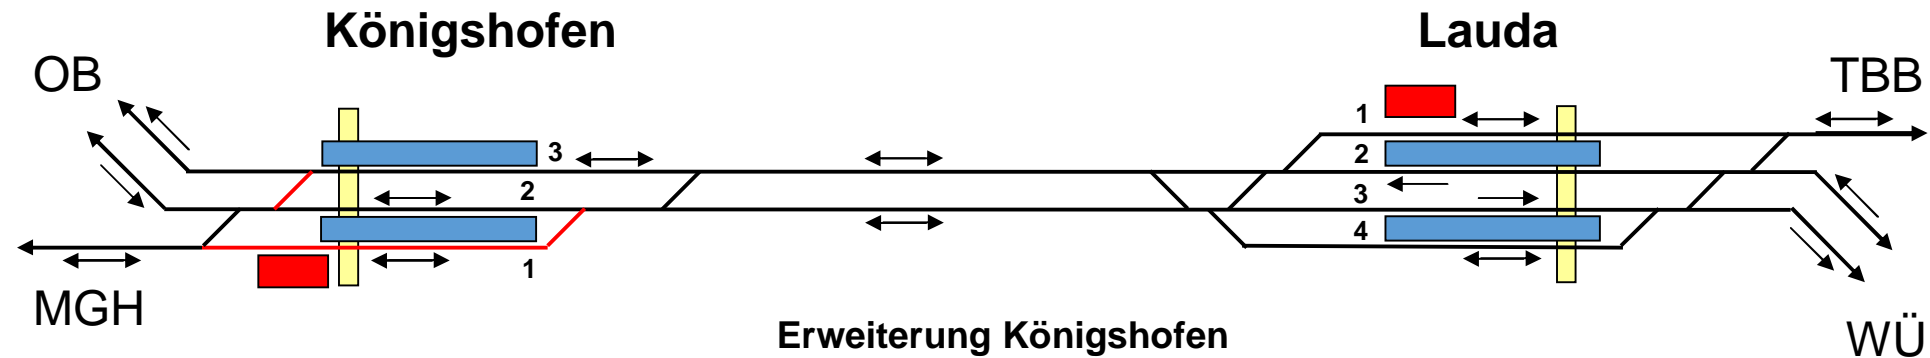 Königshofen
Lauda
OB
TBB
1
3
2
2
3
4
1
MGH
Erweiterung Königshofen
WÜ